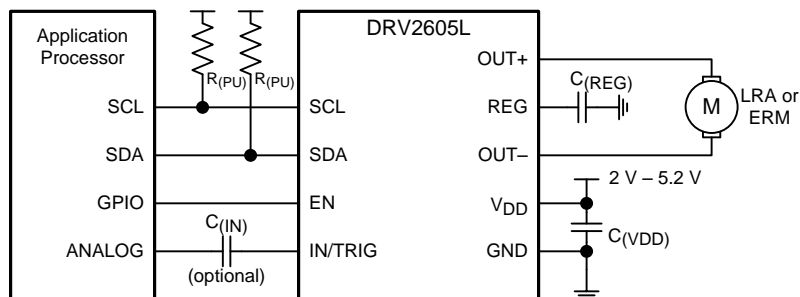 Application
Processor
SCL
SDA
GPIO
ANALOG
R(PU)
R(PU)
C(IN)
(optional)
DRV2605L
SCL
SDA
EN
IN/TRIG
OUT+
REG
OUT–
VDD
GND
C(REG)
M
LRA or
ERM
2 V – 5.2 V
C(VDD)